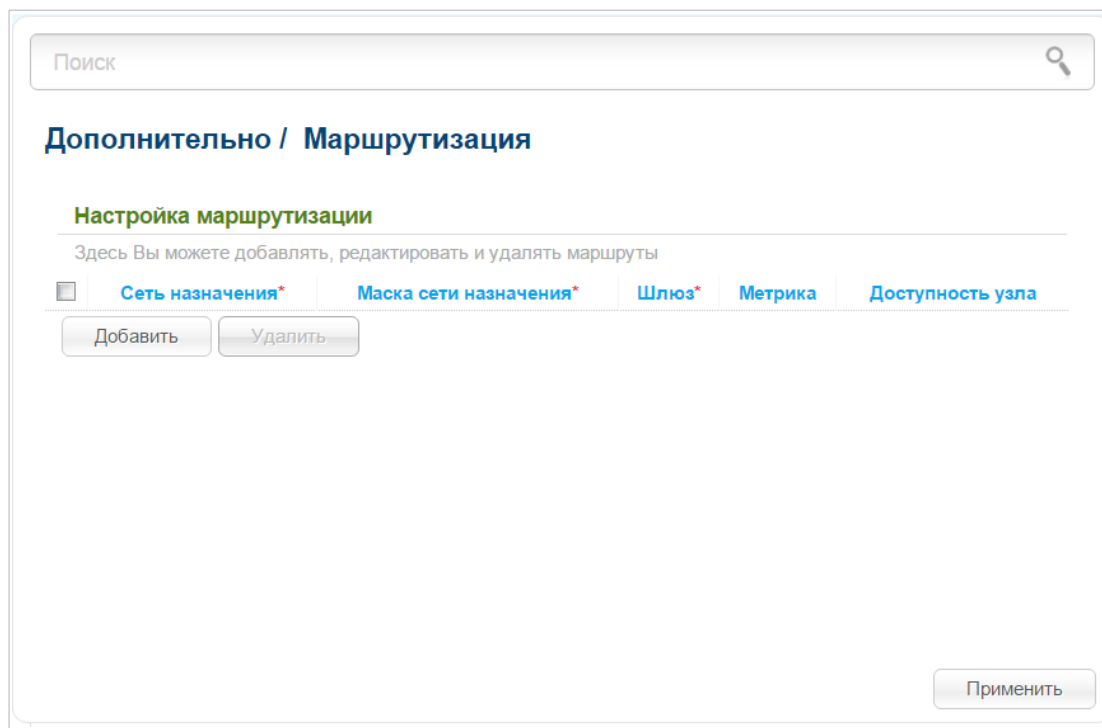 Поиск
Дополнительно / Маршрутизация
Настройка маршрутизации
Здесь Вы можете добавлять, редактировать и удалять маршруты
Сеть назначения* Маска сети назначения* Шлюз* Метрика Доступность узла
Добавить Удалить
Применить